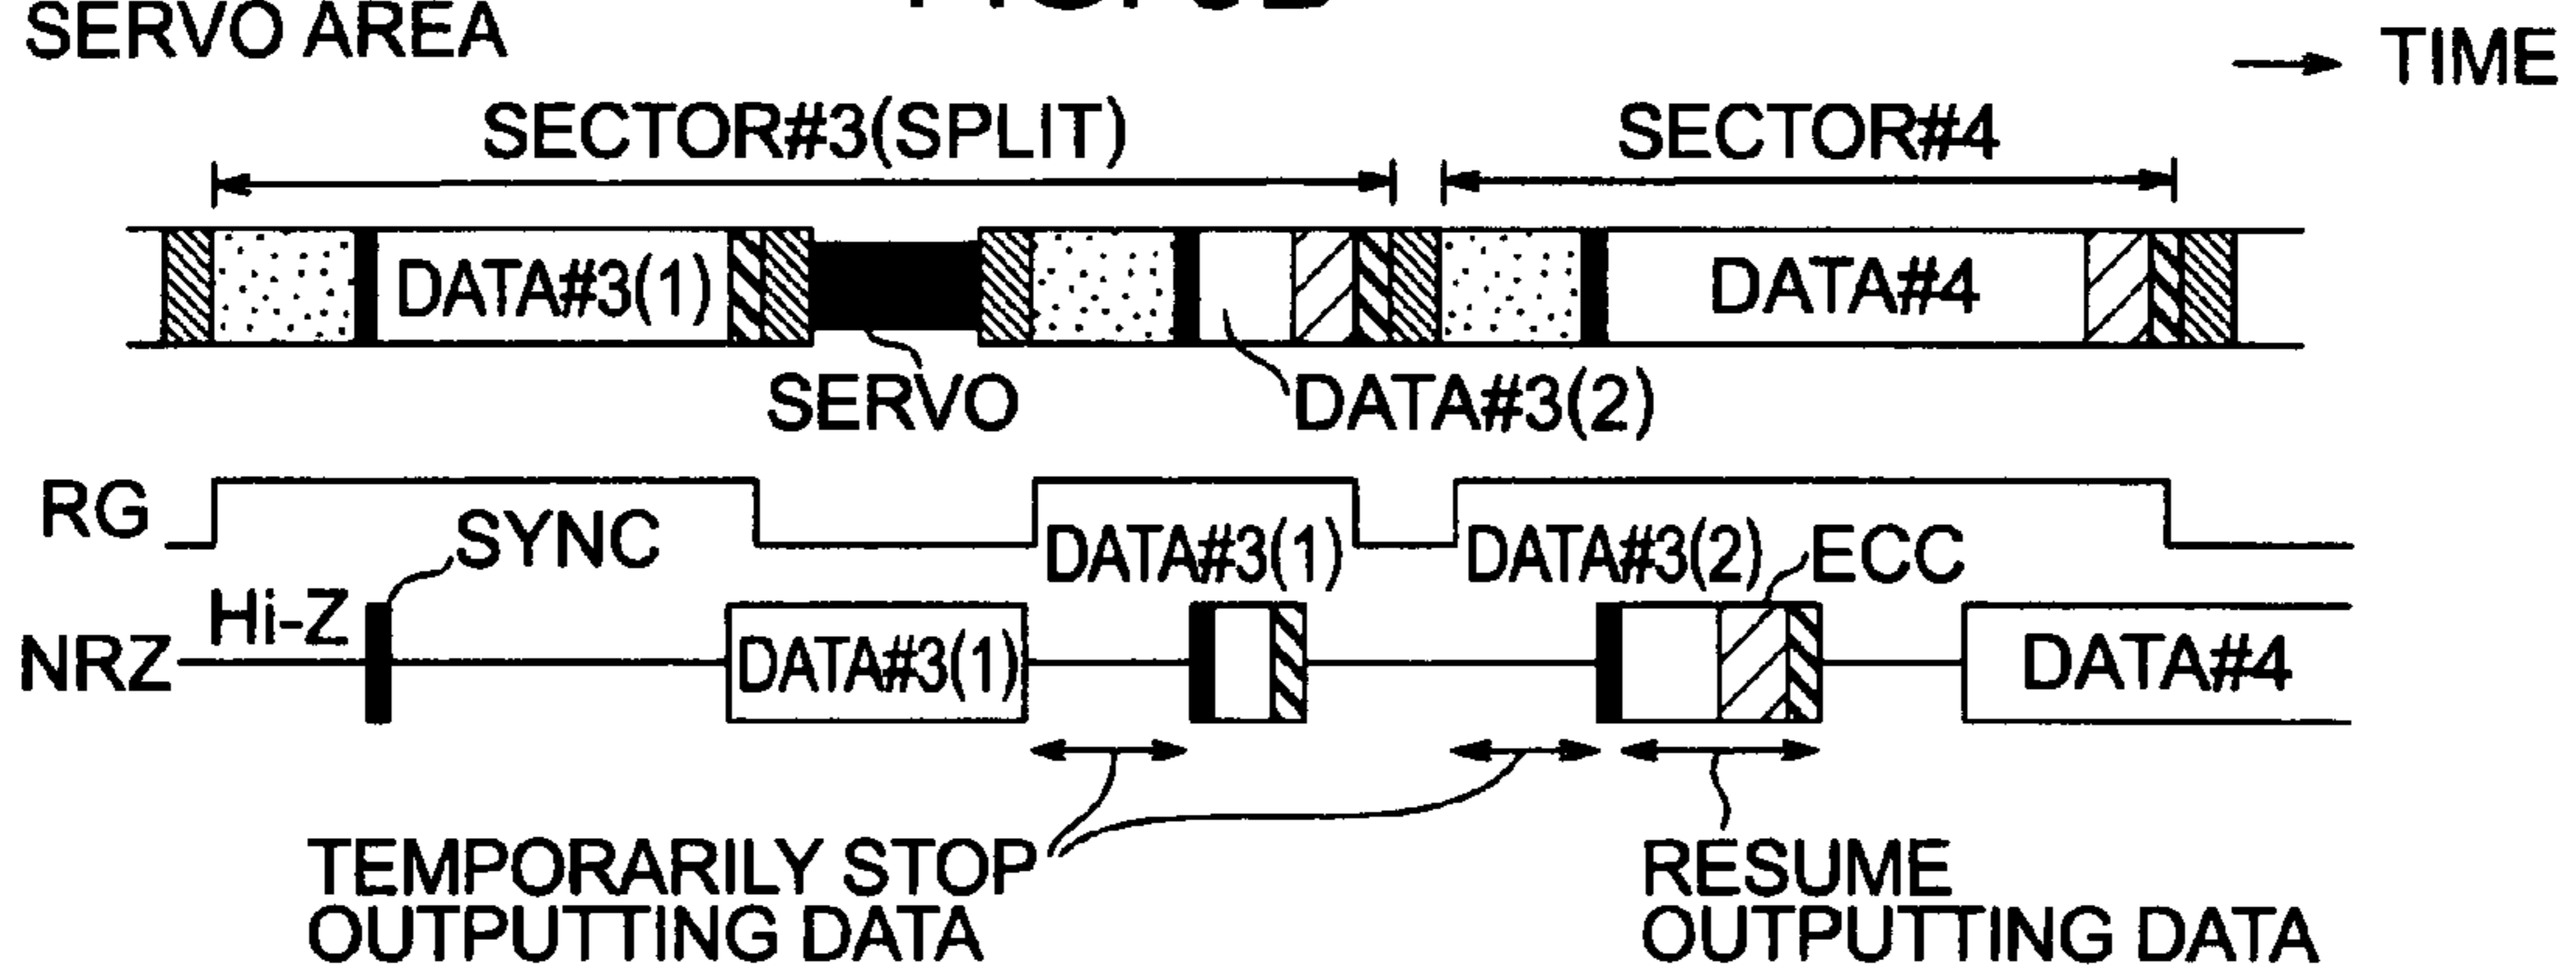 SERVO AREA
TIME
SECTOR#3(SPLIT)
SECTOR#4
DATA#3(1)
DATA#4
SERVO
DATA#3(2)
RG
SYNC
DATA#3(1)
DATA#3(2)
ECC
Hi-Z
NRZ
DATA#3(1)
DATA#4
TEMPORARILY STOP
OUTPUTTING DATA
RESUME
OUTPUTTING DATA